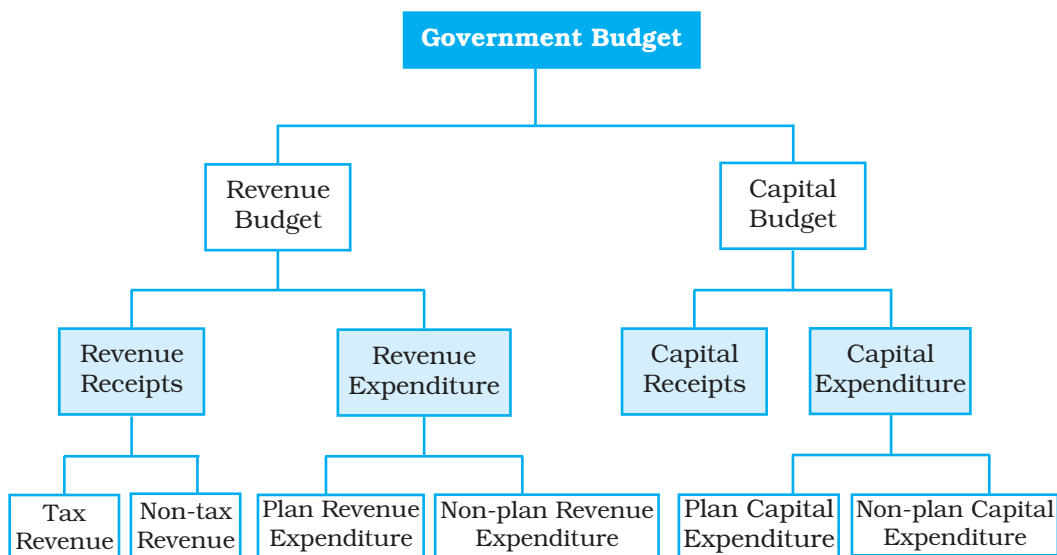 Government Budget
Revenue
Budget
Capital
Budget
Revenue
Receipts
Revenue
Expenditure
Capital
Receipts
Capital
Expenditure
Tax
Revenue
Non-tax
Revenue
Plan Revenue
Expenditure
Non-plan Revenue
Expenditure
Plan Capital
Expenditure
Non-plan Capital
Expenditure